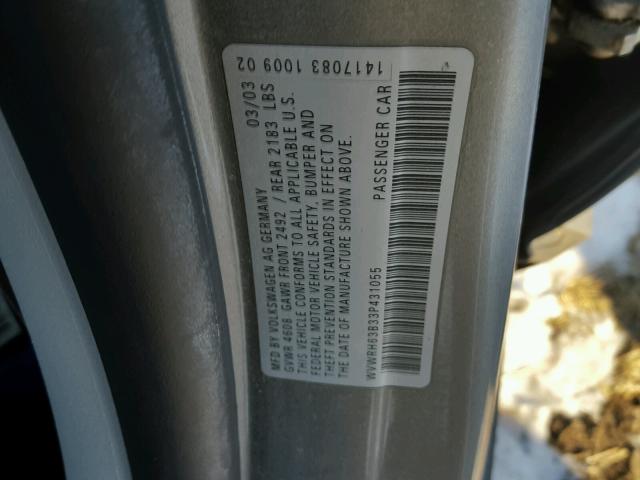 1417083 1009 02
MFD BY VOLKSWAGEN AG GERMANY 03/03
GVWR 4608 GAWR FRONT 2492 / REAR 2183 LBS
THIS VEHICLE CONFORMS TO ALL APPLICABLE U.S.
FEDERAL MOTOR VEHICLE SAFETY, BUMPER AND
THEFT PREVENTION STANDARDS IN EFFECT ON
THE DATE OF MANUFACTURE SHOWN ABOVE.
WVWRH63B33P431055 PASSENGER CAR